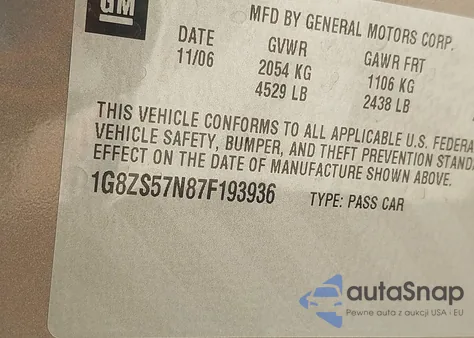 GM
MFD BY GENERAL MOTORS CORP.
DATE GVWR GAWR FRT
11/06 2054 KG 1106 KG
4529 LB 2438 LB
THIS VEHICLE CONFORMS TO ALL APPLICABLE U.S. FEDERA
VEHICLE SAFETY, BUMPER, AND THEFT PREVENTION STAND
EFFECT ON THE DATE OF MANUFACTURE SHOWN ABOVE.
1G8ZS57N87F193936 TYPE: PASS CAR
autaSnap
Pewne auta z aukcji USA - EU